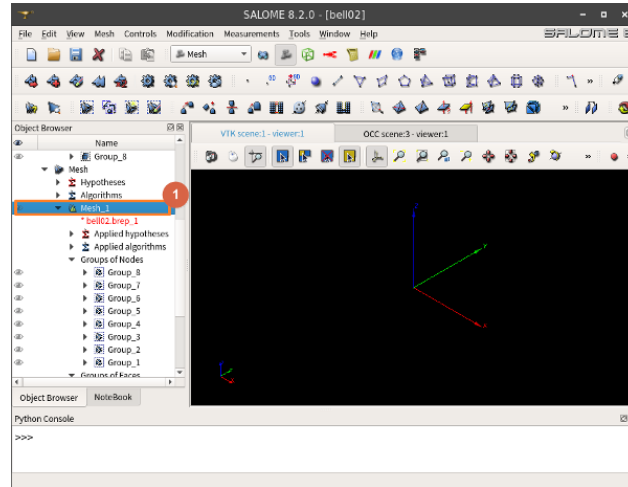 SALOME 8.2.0 - [bell02]
File Edit View Mesh Controls Modification Measurements Tools Window Help
SALOME 8
Mesh
Object Browser
VTK scene:1 - viewer:1
OCC scene:3 - viewer:1
Name
Group_8
Mesh
Hypotheses
Algorithms
1
Mesh_1
* bell02.brep_1
Applied hypotheses
Applied algorithms
Groups of Nodes
Group_8
Group_7
Group_6
Group_5
Group_4
Group_3
Group_2
Group_1
Groups of Faces
Z
Y
X
Object Browser
NoteBook
Python Console
>>>